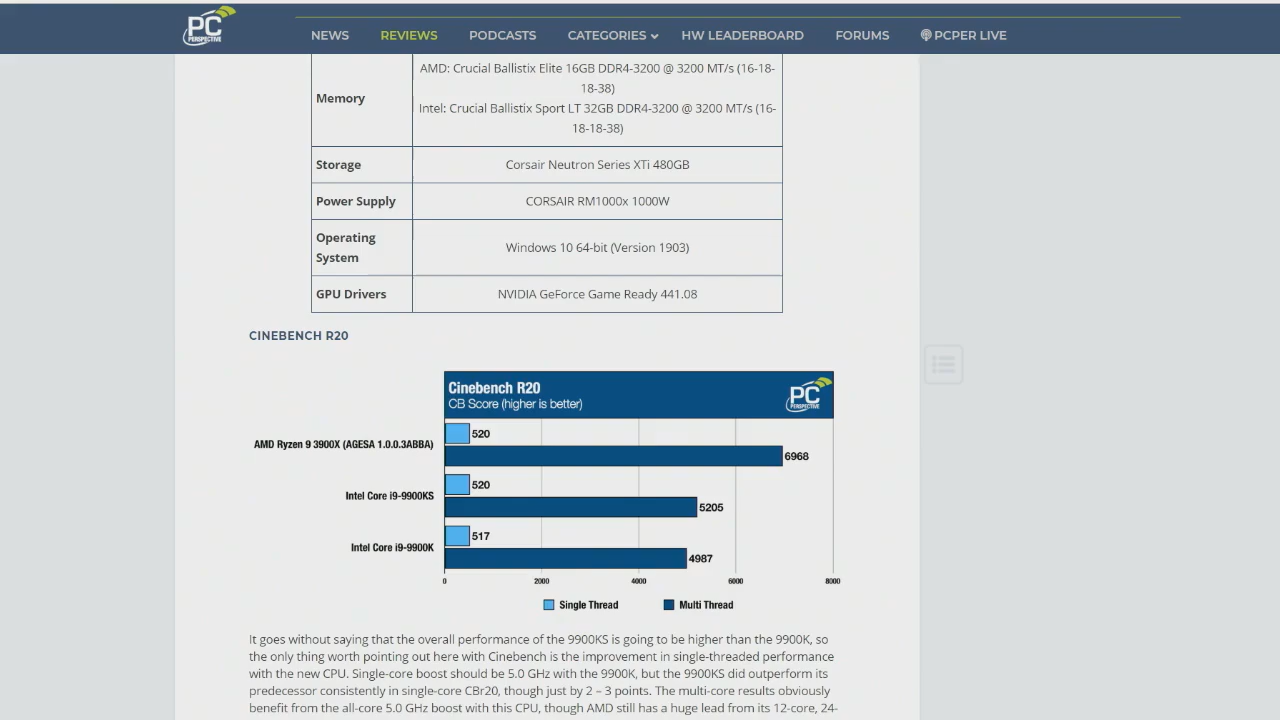 PC
PERSPECTIVE
NEWS REVIEWS PODCASTS CATEGORIES HW LEADERBOARD FORUMS PCPER LIVE
Memory
AMD: Crucial Ballistix Elite 16GB DDR4-3200 @ 3200 MT/s (16-18-
18-38)
Intel: Crucial Ballistix Sport LT 32GB DDR4-3200 @ 3200 MT/s (16-
18-18-38)
Storage Corsair Neutron Series XTi 480GB
Power Supply CORSAIR RM1000x 1000W
Operating
System
Windows 10 64-bit (Version 1903)
GPU Drivers NVIDIA GeForce Game Ready 441.08
CINEBENCH R20
Cinebench R20
CB Score (higher is better)
PC
PERSPECTIVE
AMD Ryzen 9 3900X (AGESA 1.0.0.3ABBA)
520
6968
Intel Core i9-9900KS
520
5205
Intel Core i9-9900K
517
4987
0 2000 4000 6000 8000
Single Thread Multi Thread
It goes without saying that the overall performance of the 9900KS is going to be higher than the 9900K, so
the only thing worth pointing out here with Cinebench is the improvement in single-threaded performance
with the new CPU. Single-core boost should be 5.0 GHz with the 9900K, but the 9900KS did outperform its
predecessor consistently in single-core CBr20, though just by 2 – 3 points. The multi-core results obviously
benefit from the all-core 5.0 GHz boost with this CPU, though AMD still has a huge lead from its 12-core, 24-